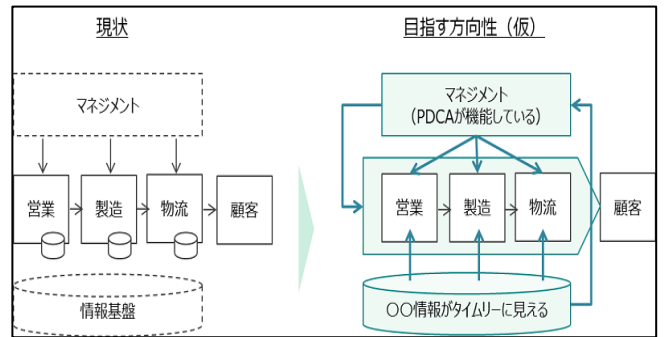 現状
目指す方向性（仮）
マネジメント
営業
製造
物流
顧客
情報基盤
マネジメント
（PDCAが機能している）
営業
製造
物流
顧客
〇〇情報がタイムリーに見える